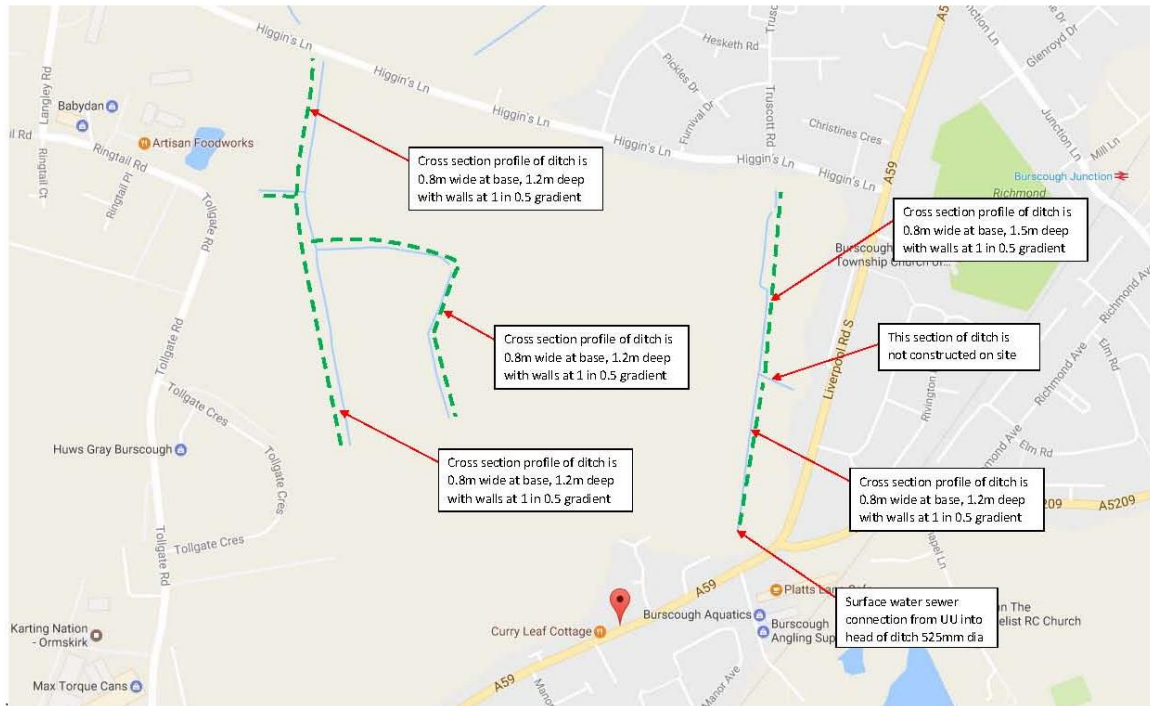 Higgin's Ln
Higgin's Ln
Higgin's Ln
Higgin's Ln
Higgin's Ln
Hesketh Rd
Pickles Dr
Furnival Dr
Truscott Rd
Christines Cres
Junction Ln
Glenroyd Dr
Junction Ln
Mill Ln
Burscough Junction
Richmond
A59
Langley Rd
Babydan
Artisan Foodworks
Ringtail Rd
Ringtail Ct
Ringtail Pl
Tollgate Rd
Cross section profile of ditch is
0.8m wide at base, 1.2m deep
with walls at 1 in 0.5 gradient
Cross section profile of ditch is
0.8m wide at base, 1.5m deep
with walls at 1 in 0.5 gradient
Township Church of...
Richmond Ave
Elm Rd
Richmond Ave
Liverpool Rd S
This section of ditch is
not constructed on site
Cross section profile of ditch is
0.8m wide at base, 1.2m deep
with walls at 1 in 0.5 gradient
Tollgate Rd
Tollgate Cres
Huws Gray Burscough
Tollgate Cres
Tollgate Cres
Tollgate Rd
Cross section profile of ditch is
0.8m wide at base, 1.2m deep
with walls at 1 in 0.5 gradient
Cross section profile of ditch is
0.8m wide at base, 1.2m deep
with walls at 1 in 0.5 gradient
Elm Rd
A5209
A59
Surface water sewer
connection from UU into
head of ditch 525mm dia
RC Church
Burscough Aquatics
Burscough
Curry Leaf Cottage
Karting Nation
- Ormskirk
Max Torque Cans
A59
Manor Ave